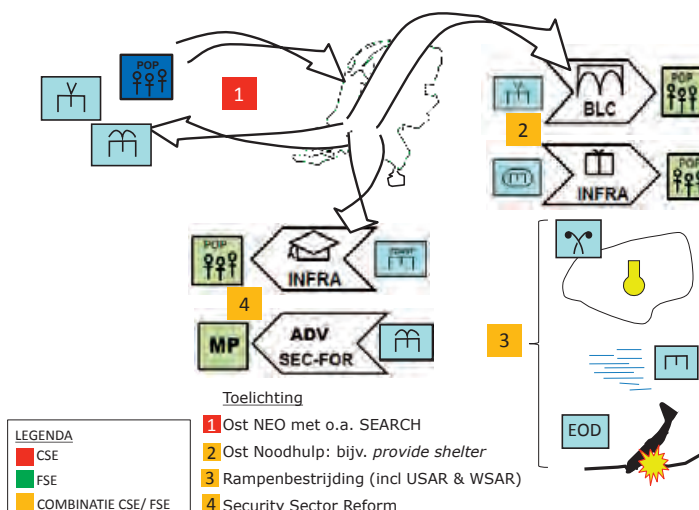 POP
1
BLC
POP
2
INFRA
POP
POP
INFRA
4
MP
ADV
SEC-FOR
3
EOD
Toelichting
1 Ost NEO met o.a. SEARCH
2 Ost Noodhulp: bijv. provide shelter
3 Rampenbestrijding (incl USAR & WSAR)
4 Security Sector Reform
LEGENDA
CSE
FSE
COMBINATIE CSE/ FSE